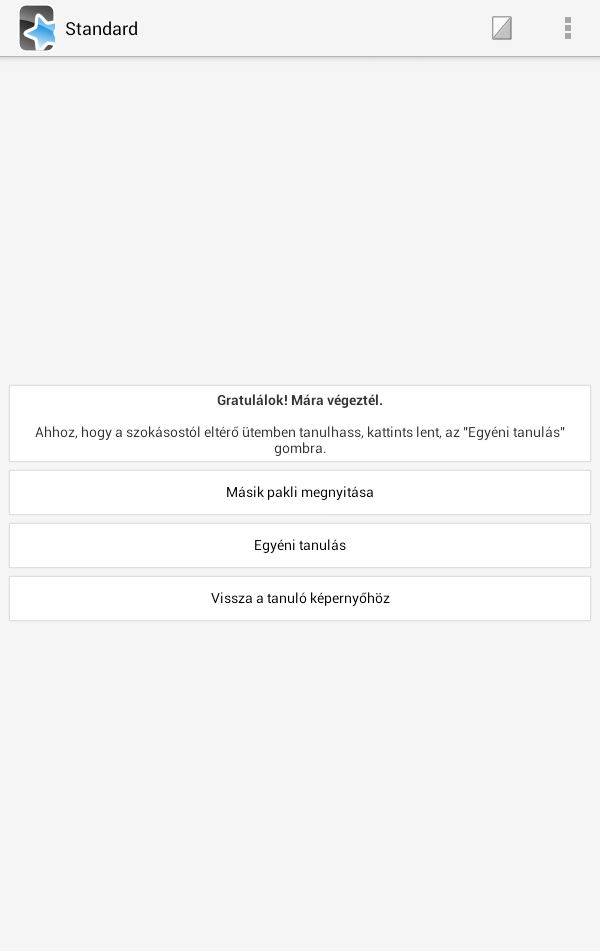 Standard
Gratulálok! Mára végeztél.
Ahhoz, hogy a szokásostól eltérő ütemben tanulhass, kattints lent, az "Egyéni tanulás"
gombra.
Másik pakli megnyitása
Egyéni tanulás
Vissza a tanuló képernyőhöz